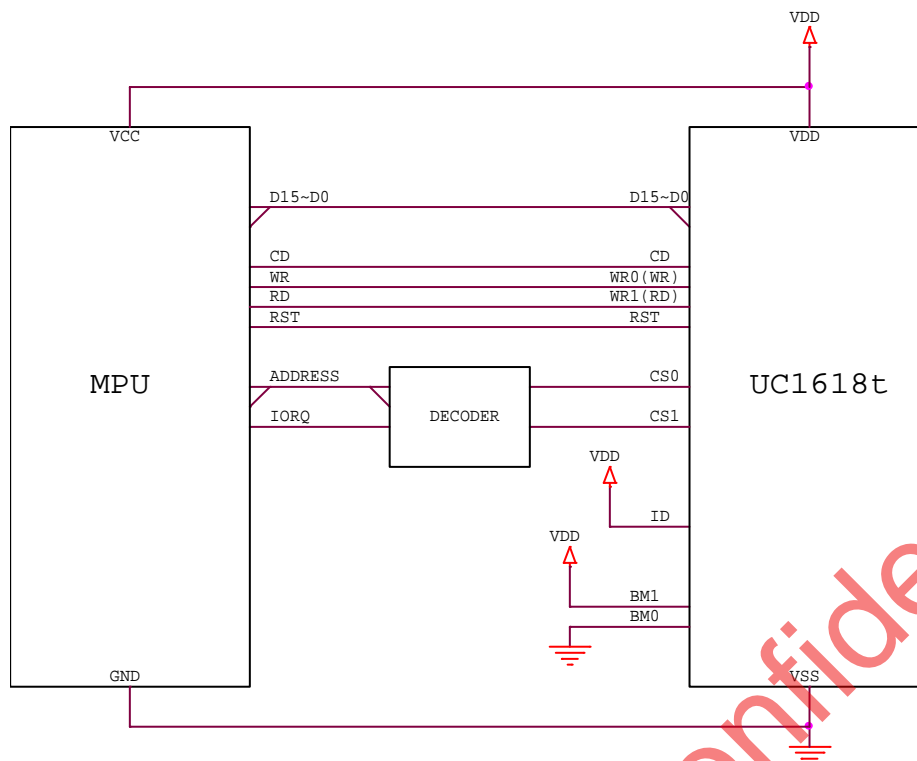 VDD
VCC
VDD
D15~D0
D15~D0
CD
CD
WR
WR0(WR)
RD
WR1(RD)
RST
RST
MPU
ADDRESS
CS0
UC1618t
IORQ
DECODER
CS1
VDD
ID
VDD
BM1
BM0
GND
VSS